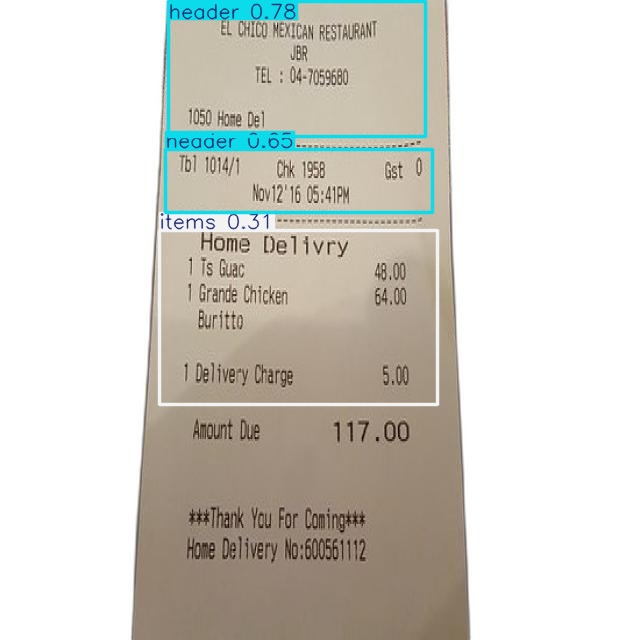 header 0.78
EL CHICO MEXICAN RESTAURANT
JBR
TEL : 04-7059680
1050 Home Del
header 0.65
Tbl 1014/1 Chk 1958 Gst 0
Nov12'16 05:41PM
items 0.31
Home Delivry
1 Ts Guac 48.00
1 Grande Chicken 64.00
Buritto
1 Delivery Charge 5.00
Amount Due 117.00
***Thank You For Coming***
Home Delivery No:600561112